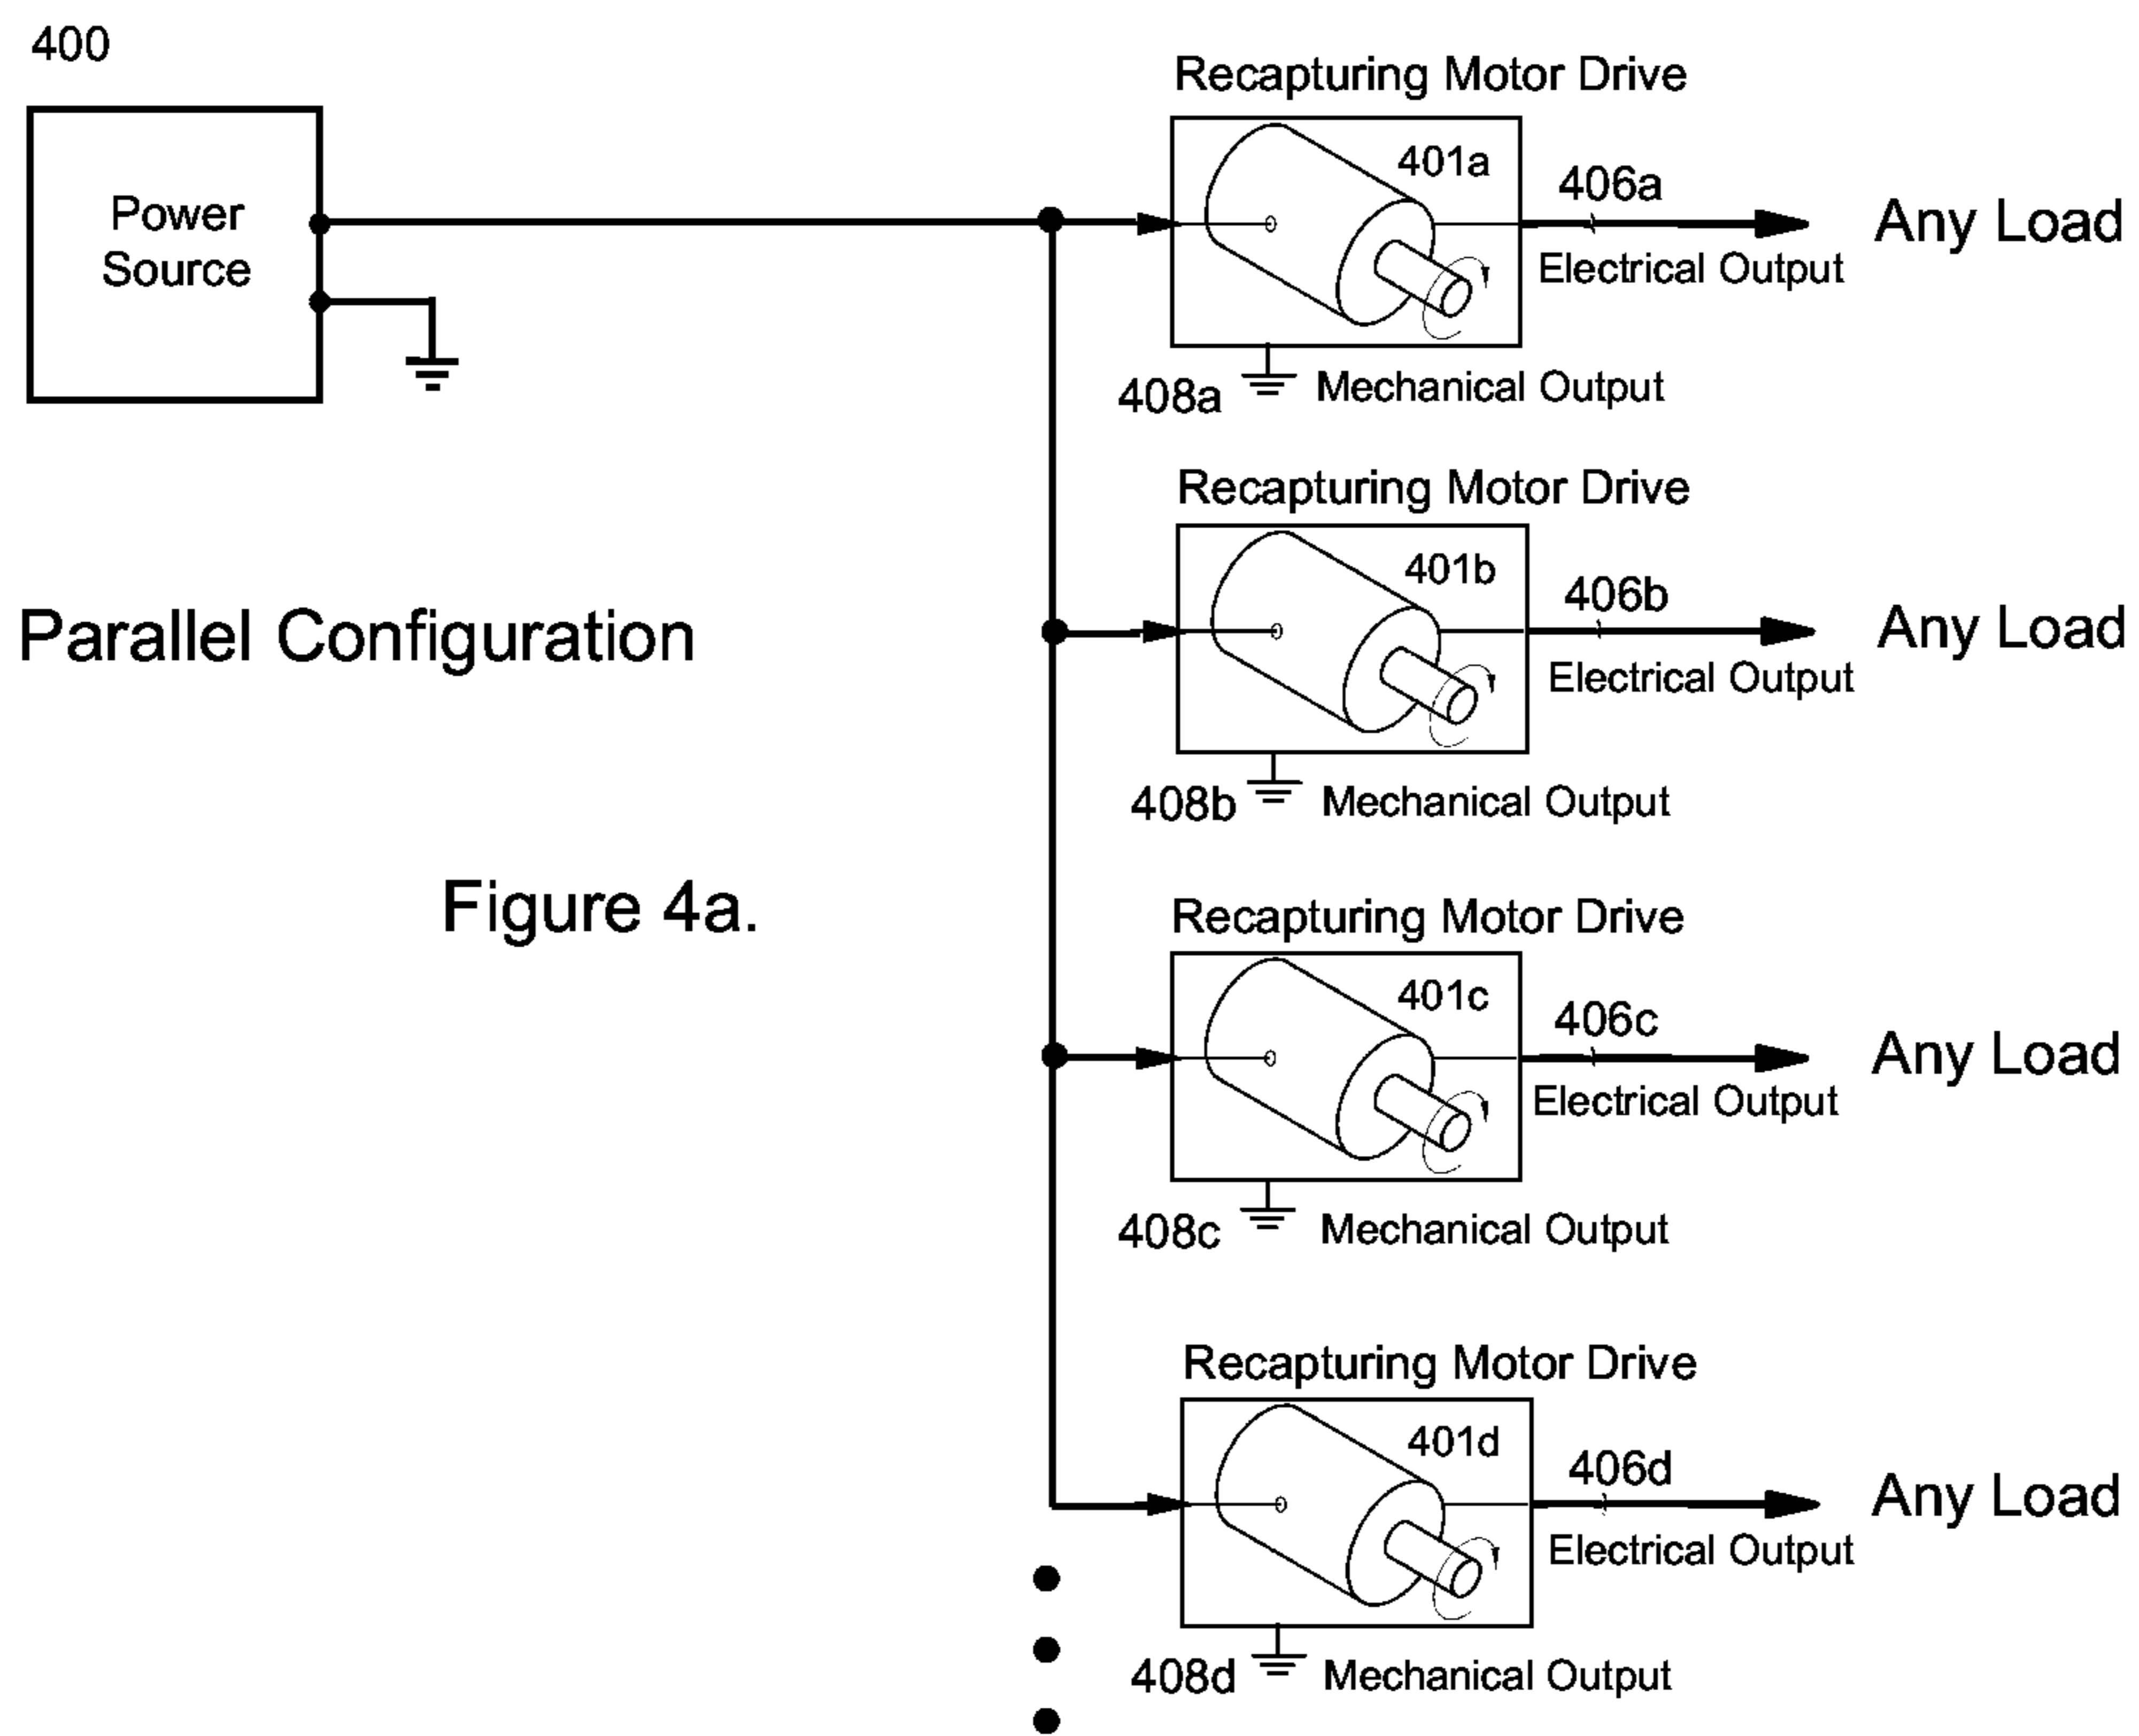 400
Power
Source
Recapturing Motor Drive
401a
406a
Any Load
Electrical Output
408a
Mechanical Output
Parallel Configuration
Recapturing Motor Drive
401b
406b
Any Load
Electrical Output
408b
Mechanical Output
Figure 4a.
Recapturing Motor Drive
401c
406c
Any Load
Electrical Output
408c
Mechanical Output
Recapturing Motor Drive
401d
406d
Any Load
Electrical Output
408d
Mechanical Output